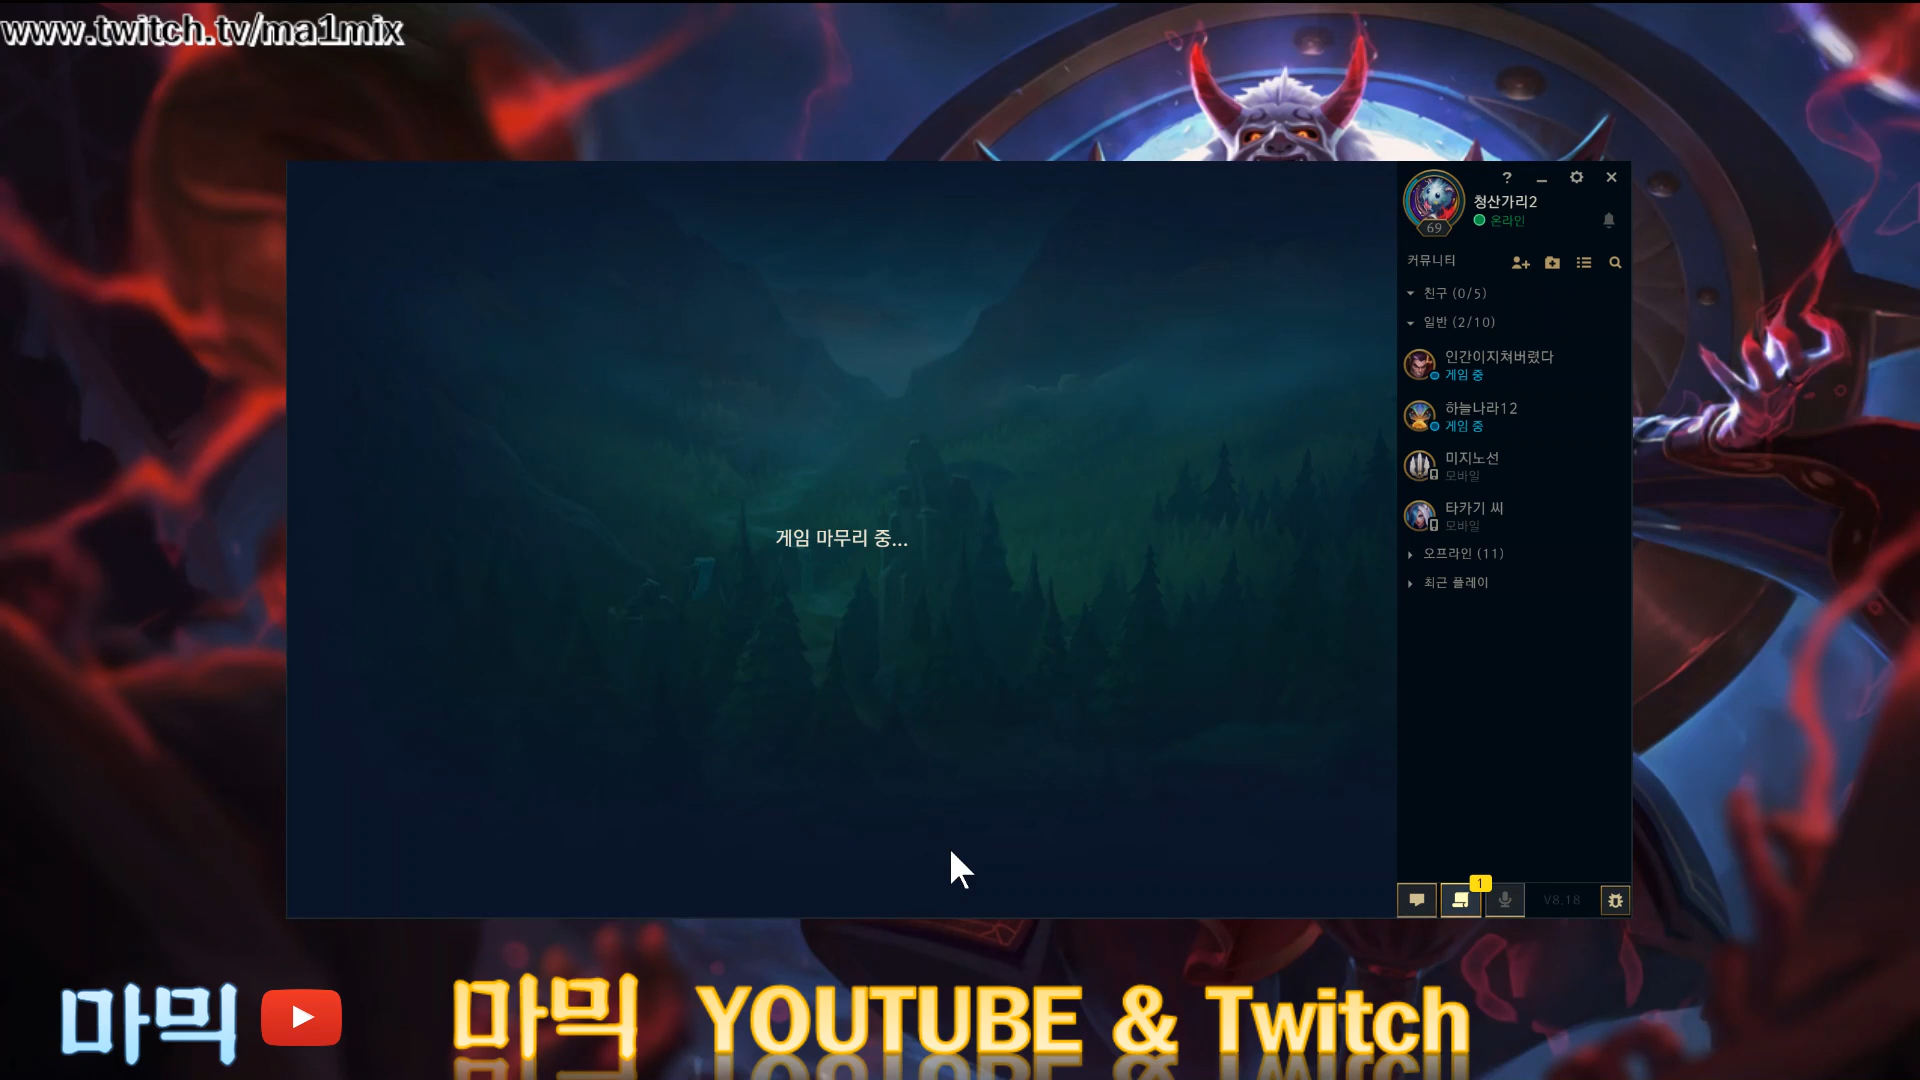 www.twitch.tv/ma1mix
청산가리2
69
온라인
커뮤니티
친구 (0/5)
일반 (2/10)
인간이지쳐버렸다
게임 중
하늘나라12
게임 중
미지노선
모바일
타카기 씨
모바일
오프라인 (11)
최근 플레이
게임 마무리 중...
1
V8.18
마믹
마믹 YOUTUBE & Twitch